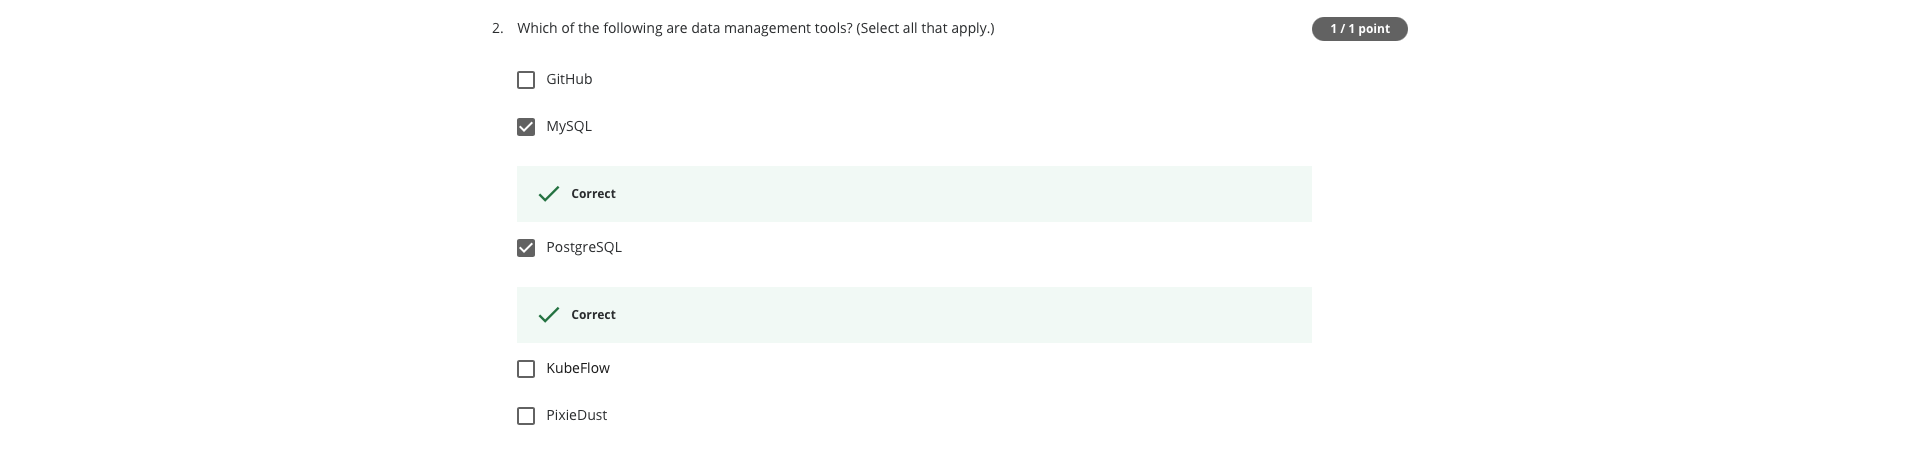 2. Which of the following are data management tools? (Select all that apply.) 1 / 1 point
GitHub
MySQL
Correct
PostgreSQL
Correct
KubeFlow
PixieDust